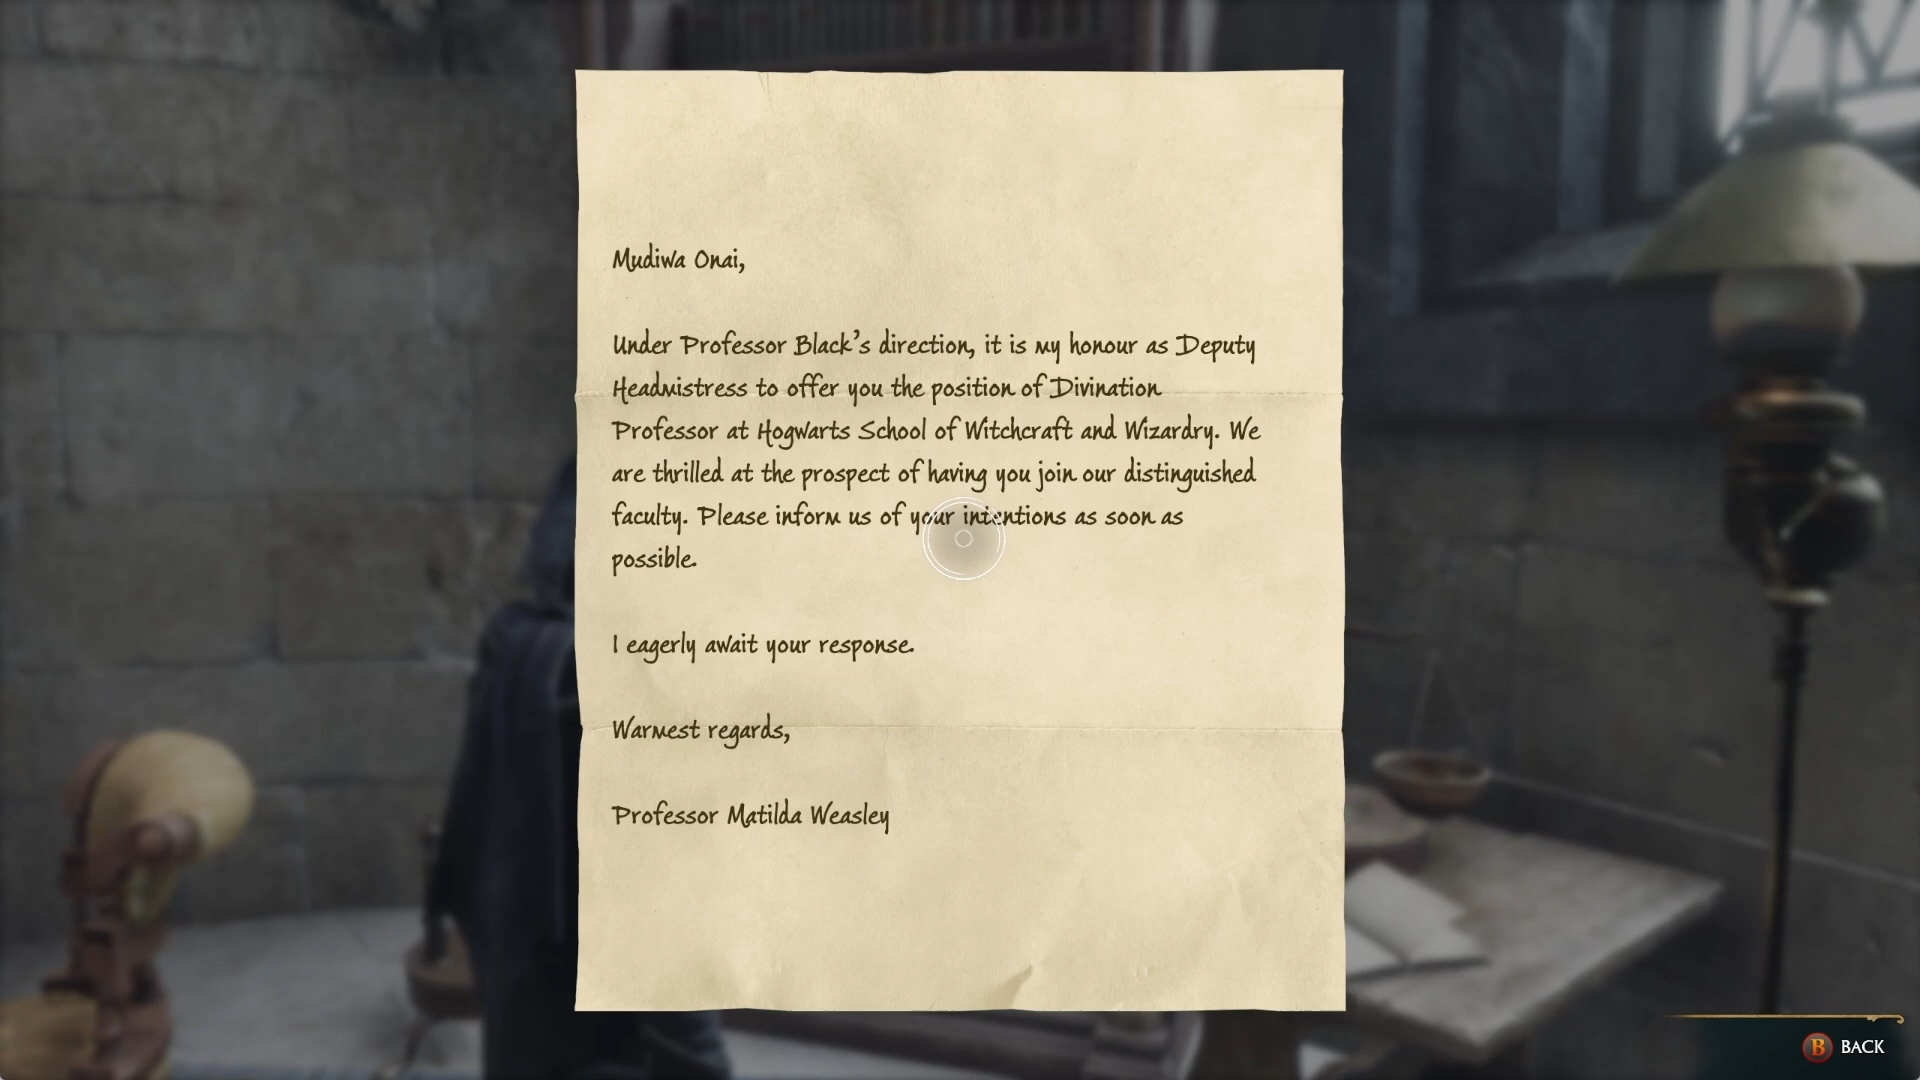 Mudiwa Onai,
Under Professor Black's direction, it is my honour as Deputy
Headmistress to offer you the position of Divination
Professor at Hogwarts School of Witchcraft and Wizardry. We
are thrilled at the prospect of having you join our distinguished
faculty. Please inform us of your intentions as soon as
possible.
I eagerly await your response.
Warmest regards,
Professor Matilda Weasley
B BACK